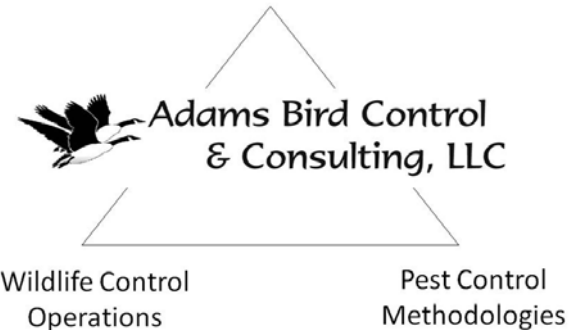 Adams Bird Control
& Consulting, LLC
Wildlife Control
Operations
Pest Control
Methodologies